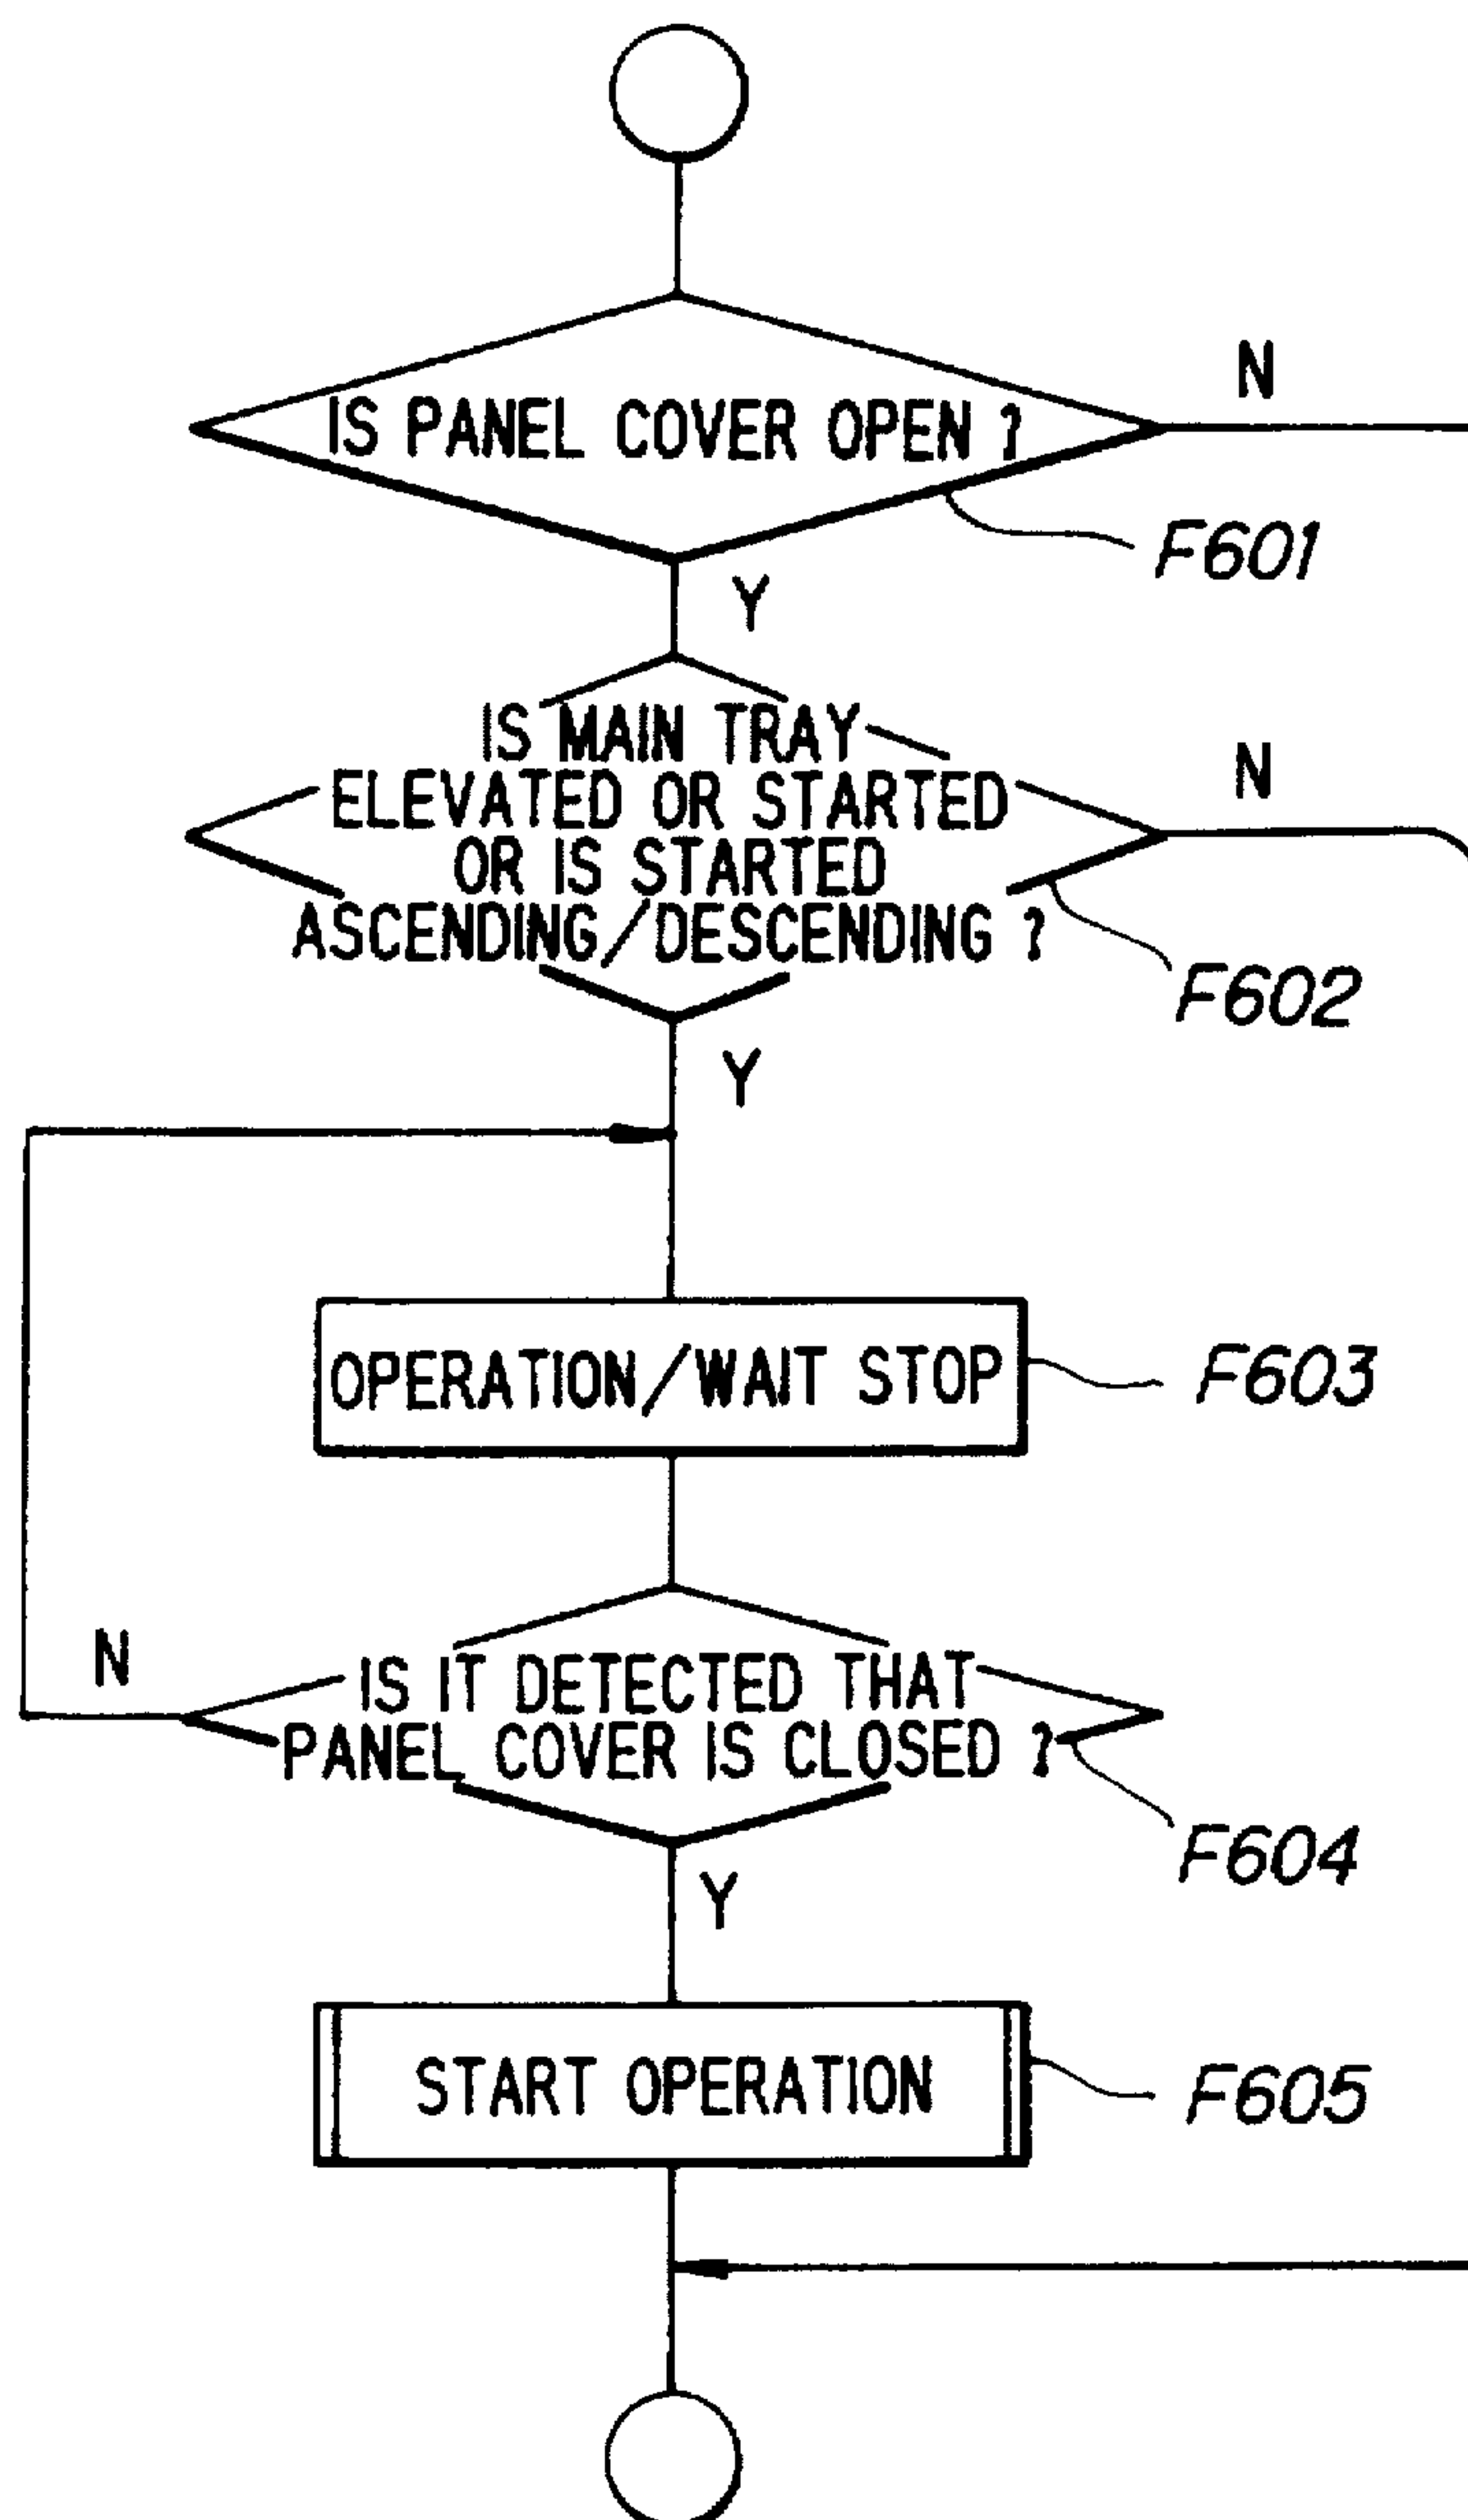 IS PANEL COVER OPEN ?
N
F601
Y
IS MAIN TRAY
ELEVATED OR STARTED
OR IS STARTED
ASCENDING/DESCENDING ?
N
F602
Y
OPERATION/WAIT STOP
F603
N
IS IT DETECTED THAT
PANEL COVER IS CLOSED ?
F604
Y
START OPERATION
F605